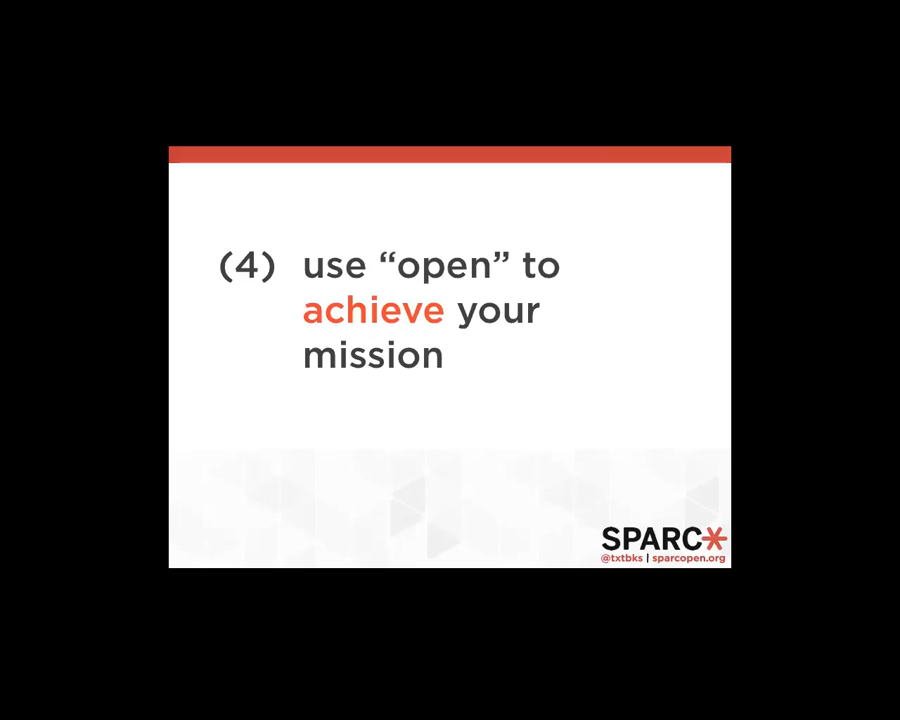 (4) use “open” to
achieve your
mission
SPARC*
@txtbks | sparcopen.org